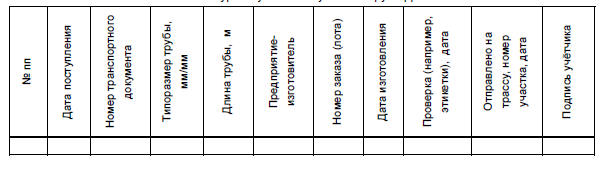 № пп
Дата поступления
Номер транспортного
документа
Типоразмер трубы,
мм/мм
Длина трубы, м
Предприятие-
изготовитель
Номер заказа (лота)
Дата изготовления
Проверка (например,
этикетки), дата
Отправлено на
трассу, номер
участка, дата
Подпись учётчика